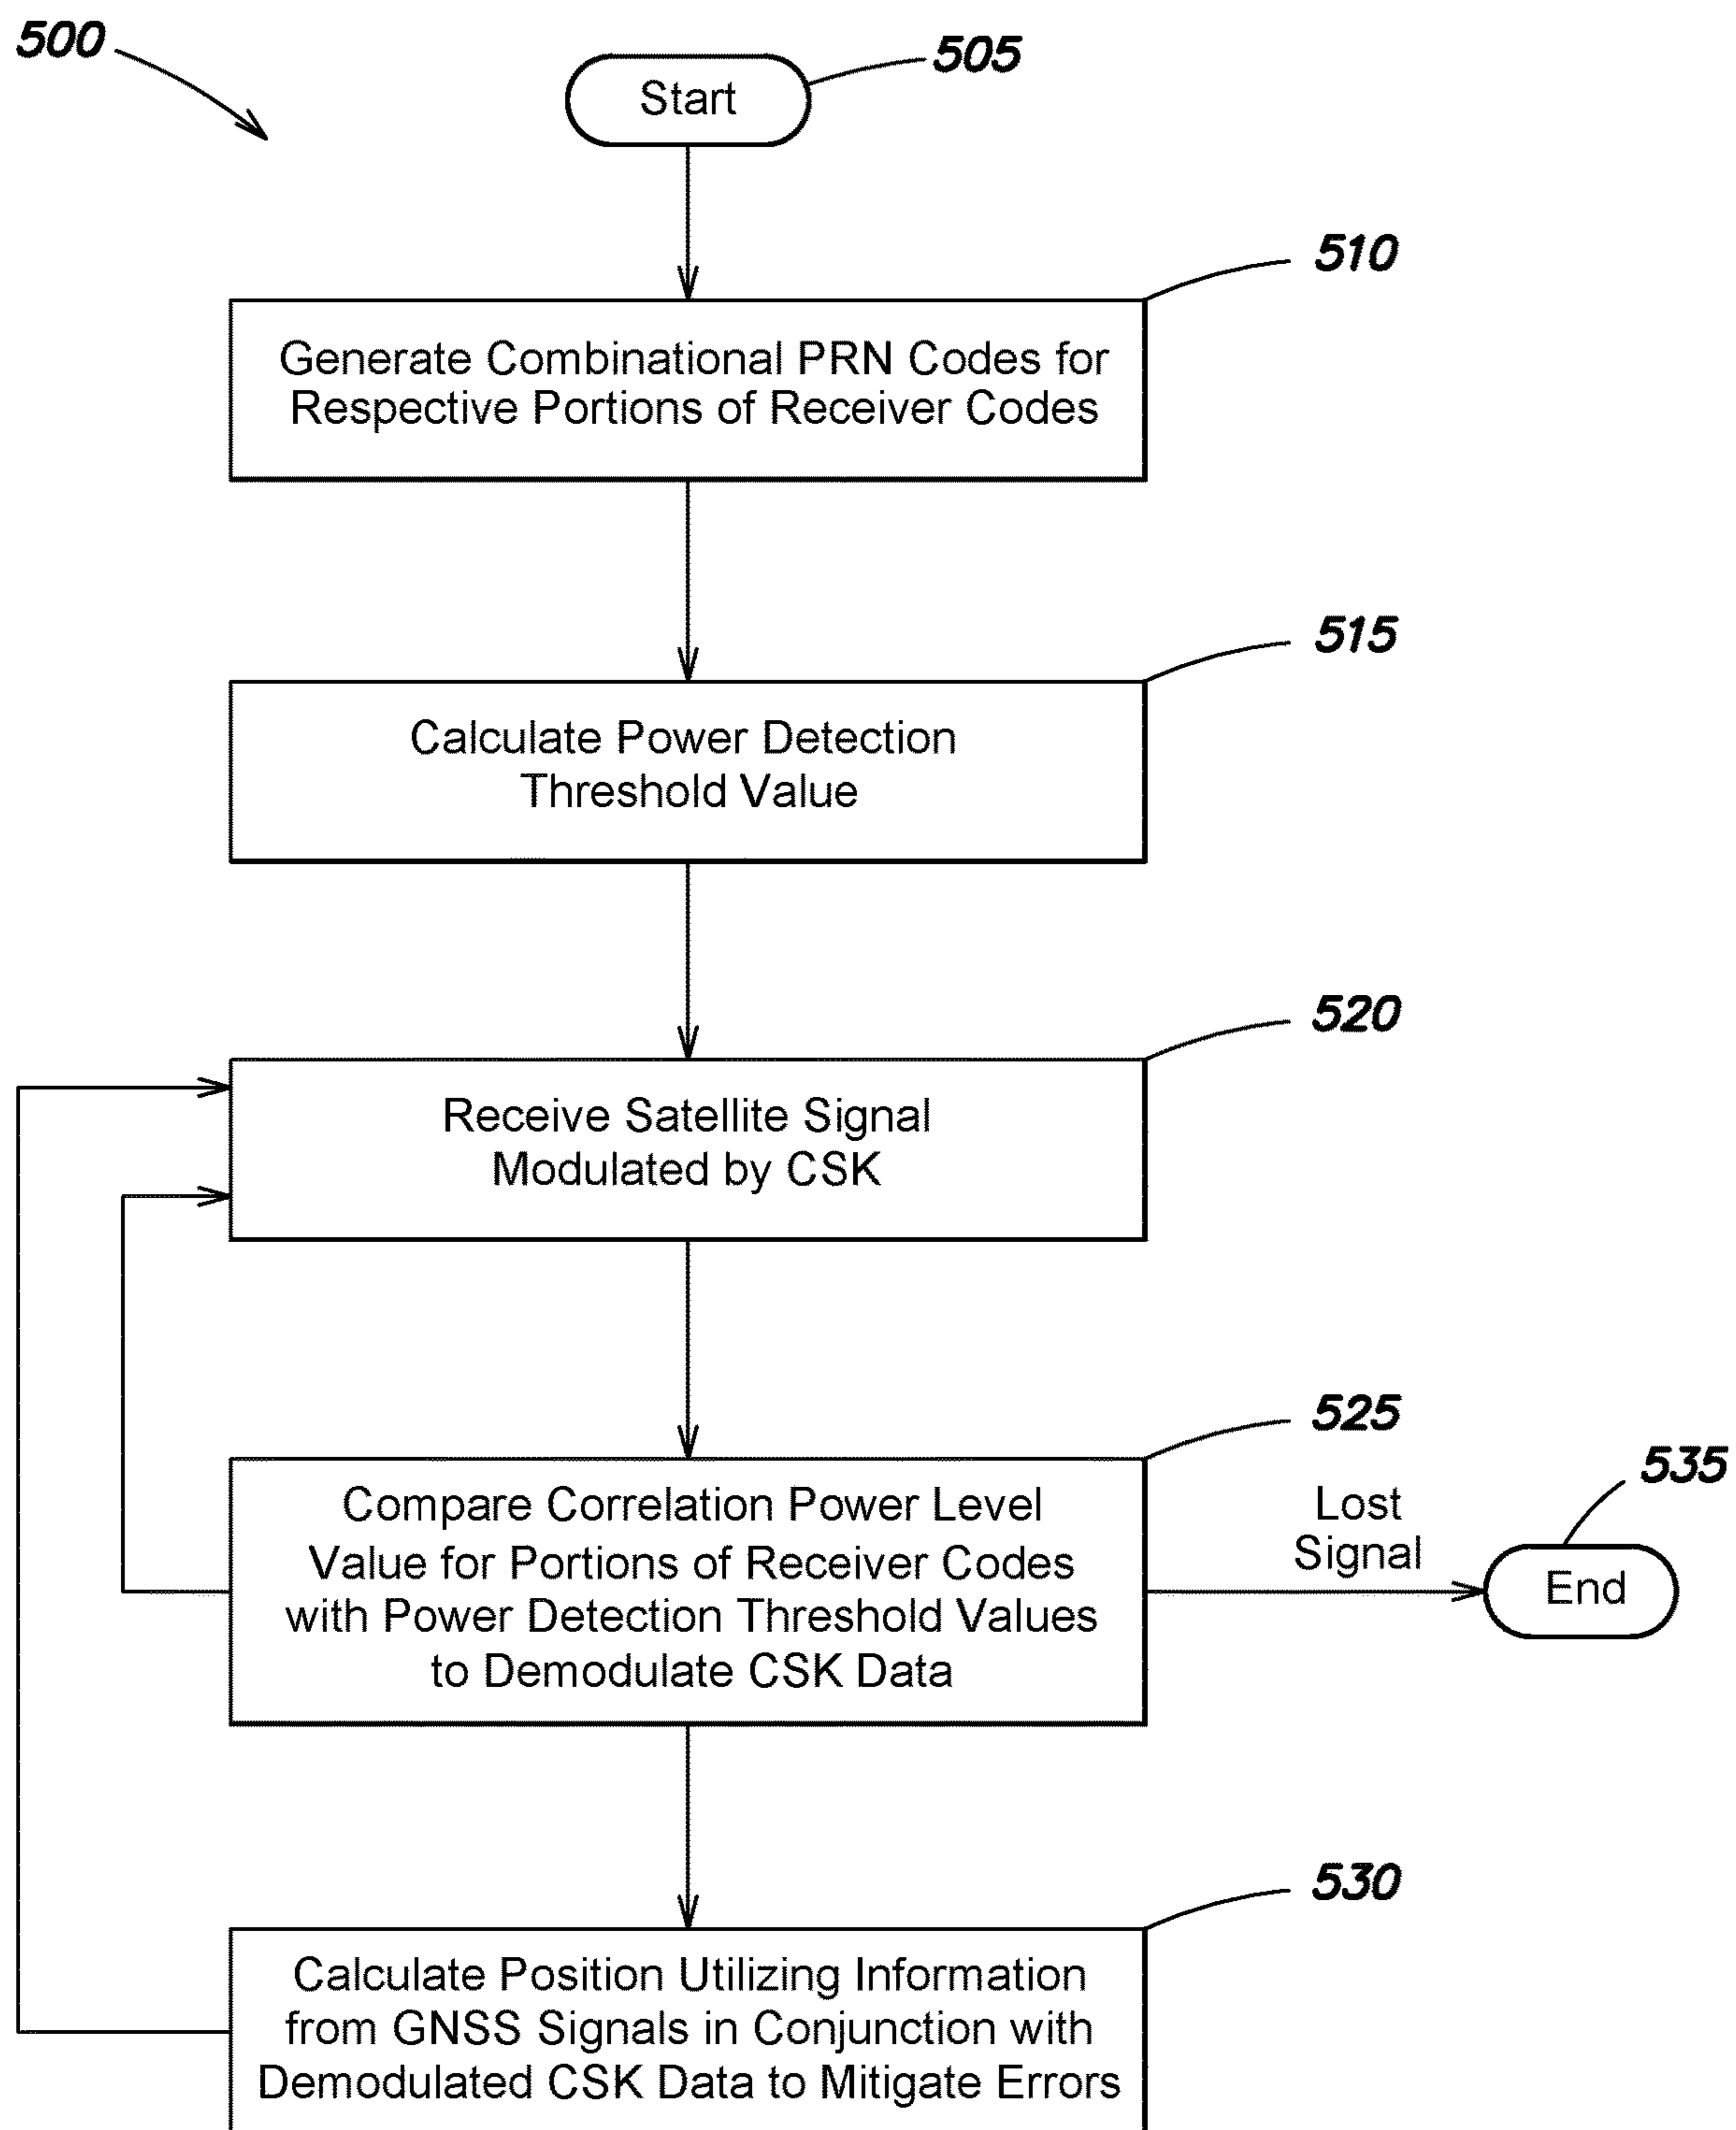 500
Start
505
510
Generate Combinational PRN Codes for
Respective Portions of Receiver Codes
515
Calculate Power Detection
Threshold Value
520
Receive Satellite Signal
Modulated by CSK
525
Compare Correlation Power Level
Value for Portions of Receiver Codes
with Power Detection Threshold Values
to Demodulate CSK Data
Lost
Signal
535
End
530
Calculate Position Utilizing Information
from GNSS Signals in Conjunction with
Demodulated CSK Data to Mitigate Errors